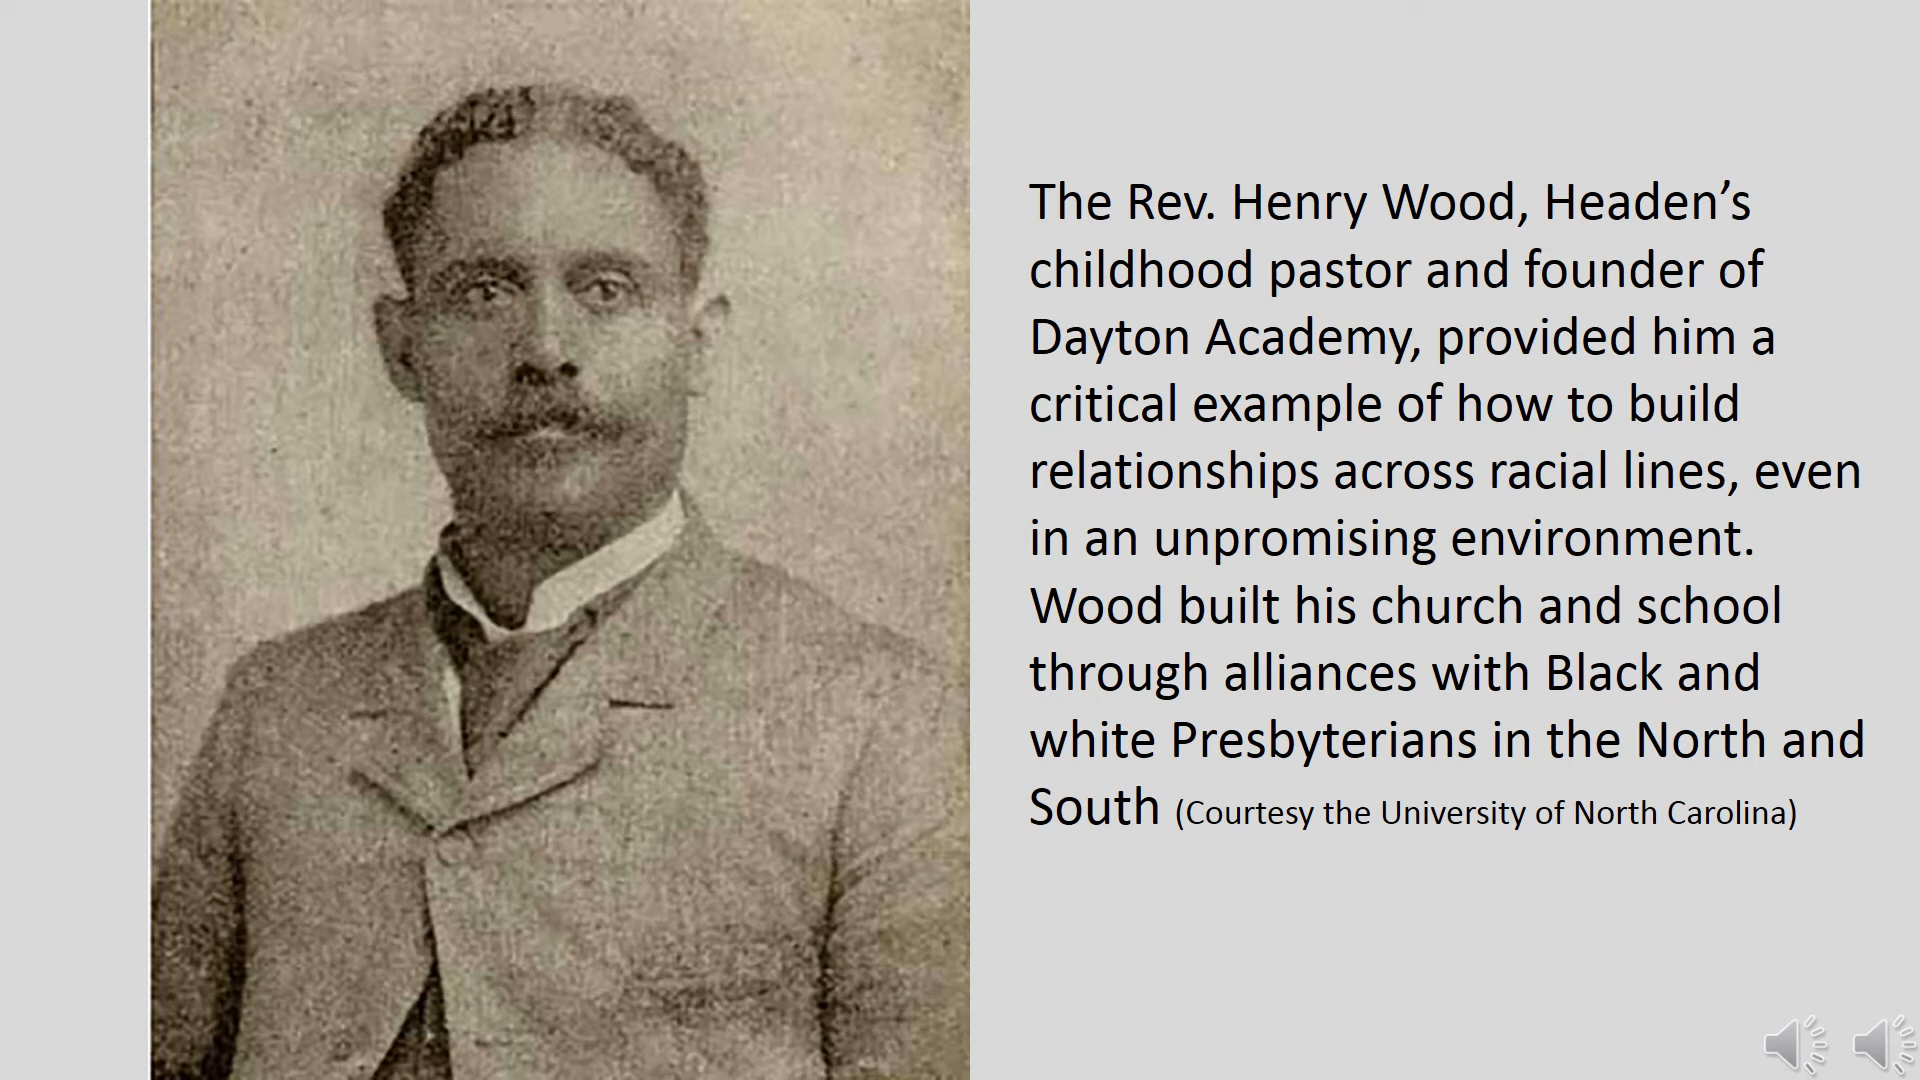 The Rev. Henry Wood, Headen’s
childhood pastor and founder of
Dayton Academy, provided him a
critical example of how to build
relationships across racial lines, even
in an unpromising environment.
Wood built his church and school
through alliances with Black and
white Presbyterians in the North and
South (Courtesy the University of North Carolina)